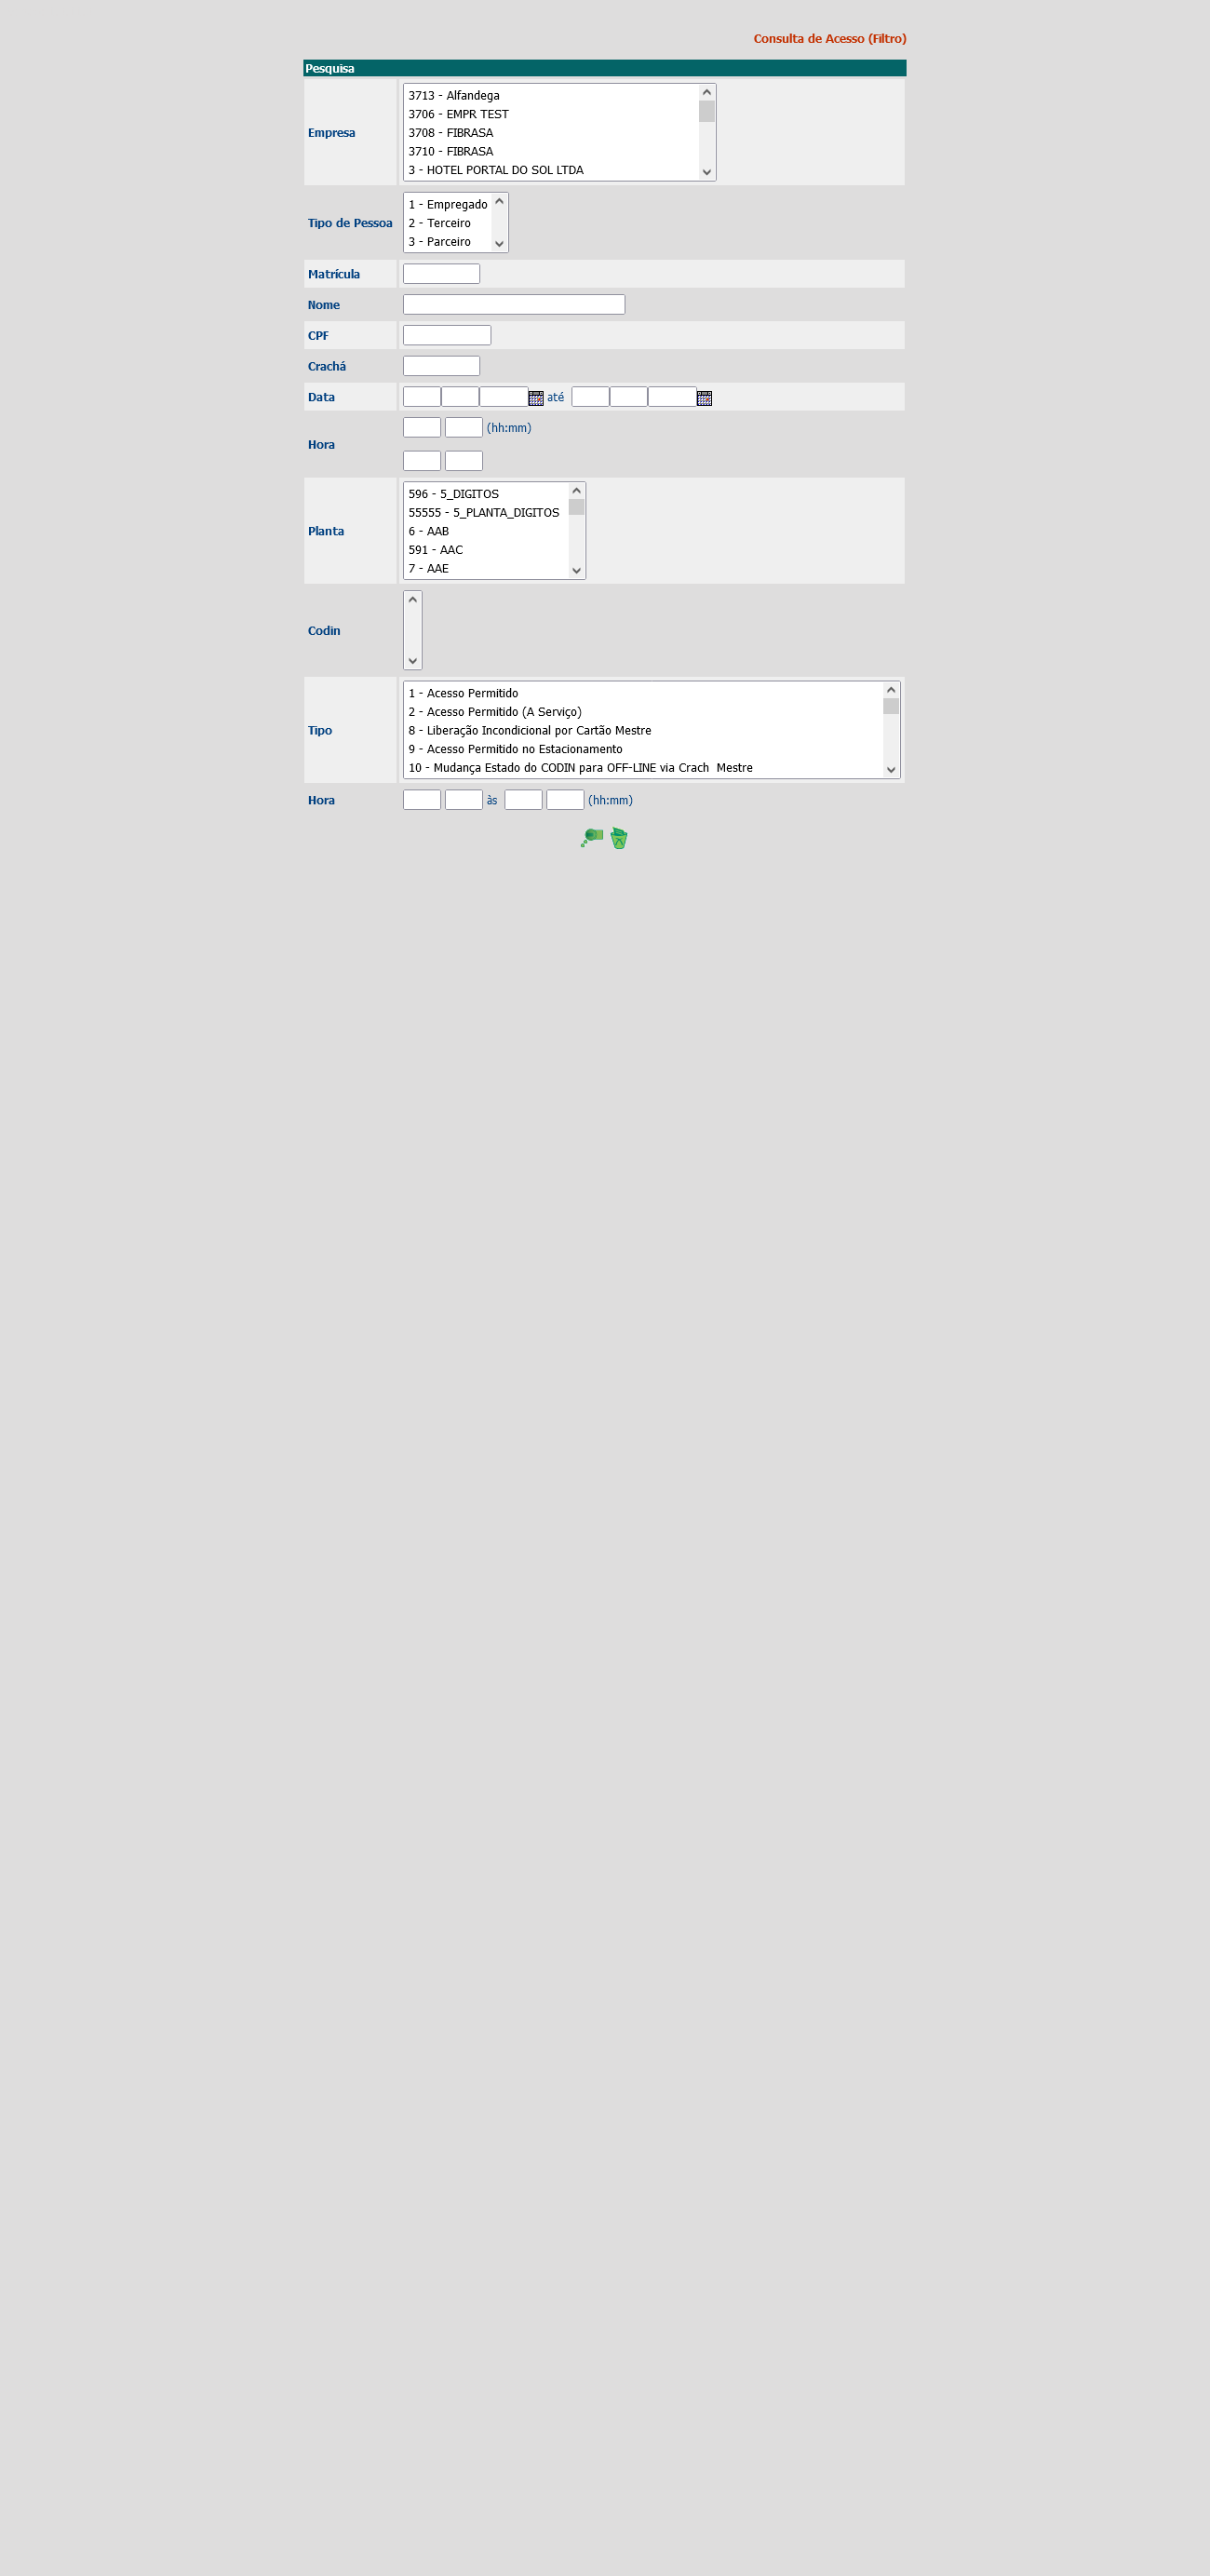 Consulta de Acesso (Filtro)
Pesquisa
Empresa
3713 - Alfandega
3706 - EMPR TEST
3708 - FIBRASA
3710 - FIBRASA
3 - HOTEL PORTAL DO SOL LTDA
Tipo de Pessoa
1 - Empregado
2 - Terceiro
3 - Parceiro
Matrícula
Nome
CPF
Crachá
Data
até
Hora
(hh:mm)
Planta
596 - 5_DIGITOS
55555 - 5_PLANTA_DIGITOS
6 - AAB
591 - AAC
7 - AAE
Codin
Tipo
1 - Acesso Permitido
2 - Acesso Permitido (A Serviço)
8 - Liberação Incondicional por Cartão Mestre
9 - Acesso Permitido no Estacionamento
10 - Mudança Estado do CODIN para OFF-LINE via Crach  Mestre
Hora
às
(hh:mm)